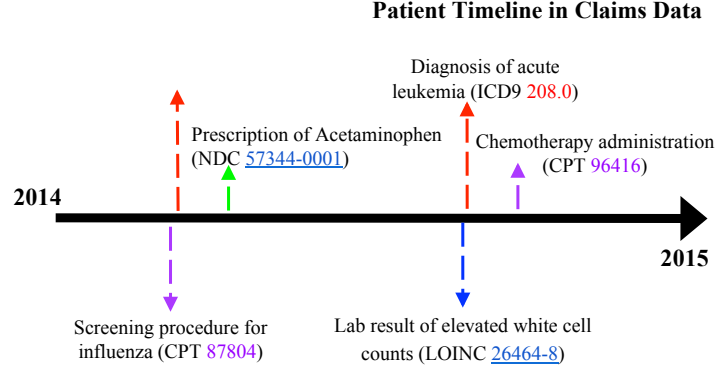 Patient Timeline in Claims Data
Diagnosis of acute
leukemia (ICD9 208.0)
Prescription of Acetaminophen
(NDC 57344-0001)
Chemotherapy administration
(CPT 96416)
2014
2015
Screening procedure for
influenza (CPT 87804)
Lab result of elevated white cell
counts (LOINC 26464-8)